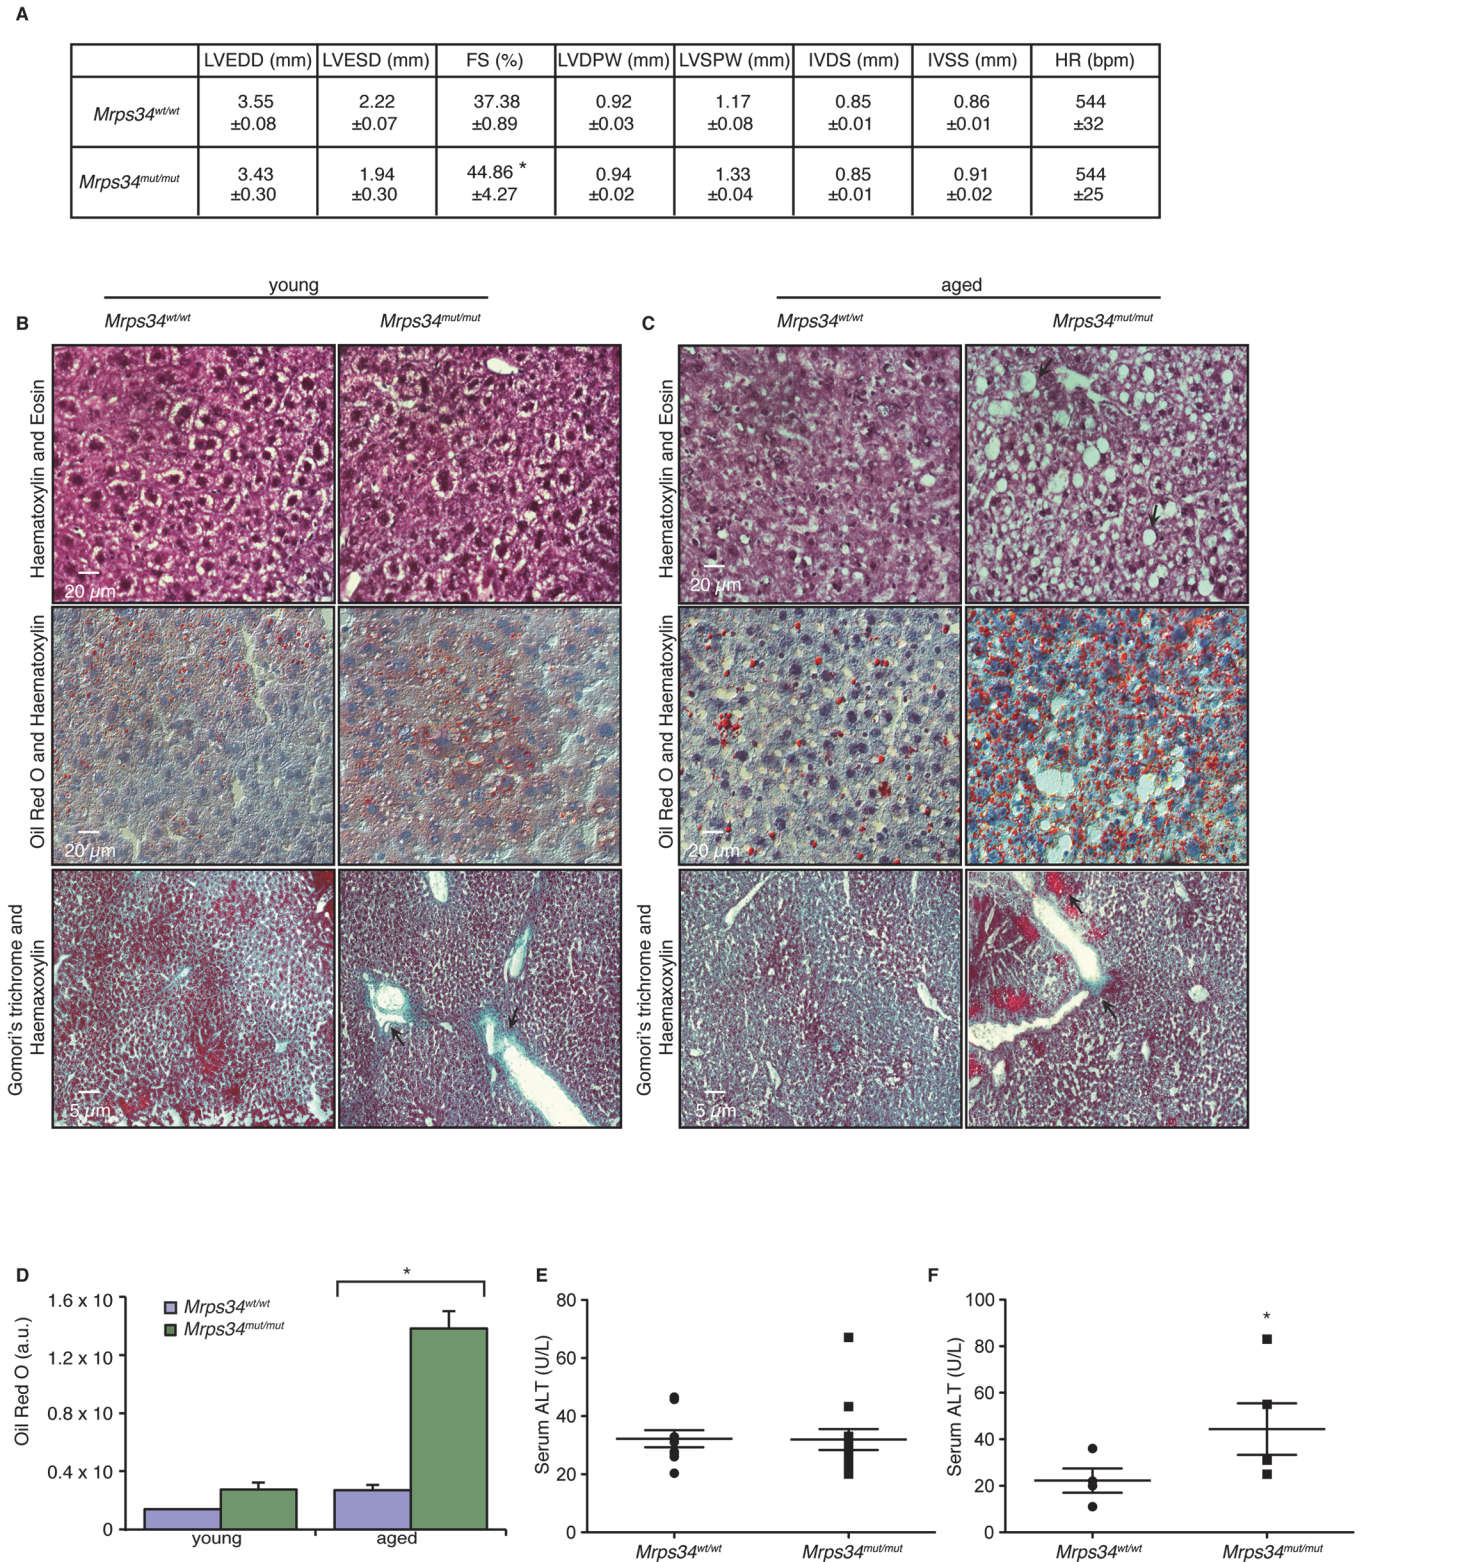 A
LVEDD (mm) LVESD (mm) FS (%) LVDPW (mm) LVSPW (mm) IVDS (mm) IVSS (mm) HR (bpm)
Mrps34wt/wt 3.55 ±0.08 2.22 ±0.07 37.38 ±0.89 0.92 ±0.03 1.17 ±0.08 0.85 ±0.01 0.86 ±0.01 544 ±32
Mrps34mut/mut 3.43 ±0.30 1.94 ±0.30 44.86 * ±4.27 0.94 ±0.02 1.33 ±0.04 0.85 ±0.01 0.91 ±0.02 544 ±25
young
B
Mrps34wt/wt Mrps34mut/mut
Haematoxylin and Eosin
20 µm
Oil Red O and Haematoxylin
20 µm
Gomori's trichrome and
Haemaxoxylin
5 µm
aged
C
Mrps34wt/wt Mrps34mut/mut
Haematoxylin and Eosin
20 µm
Oil Red O and Haematoxylin
20 µm
Gomori's trichrome and
Haemaxoxylin
5 µm
D
Oil Red O (a.u.)
1.6 x 10
1.2 x 10
0.8 x 10
0.4 x 10
0
Mrps34wt/wt
Mrps34mut/mut
*
young aged
E
Serum ALT (U/L)
80
60
40
20
0
Mrps34wt/wt Mrps34mut/mut
F
Serum ALT (U/L)
100
80
60
40
20
0
*
Mrps34wt/wt Mrps34mut/mut